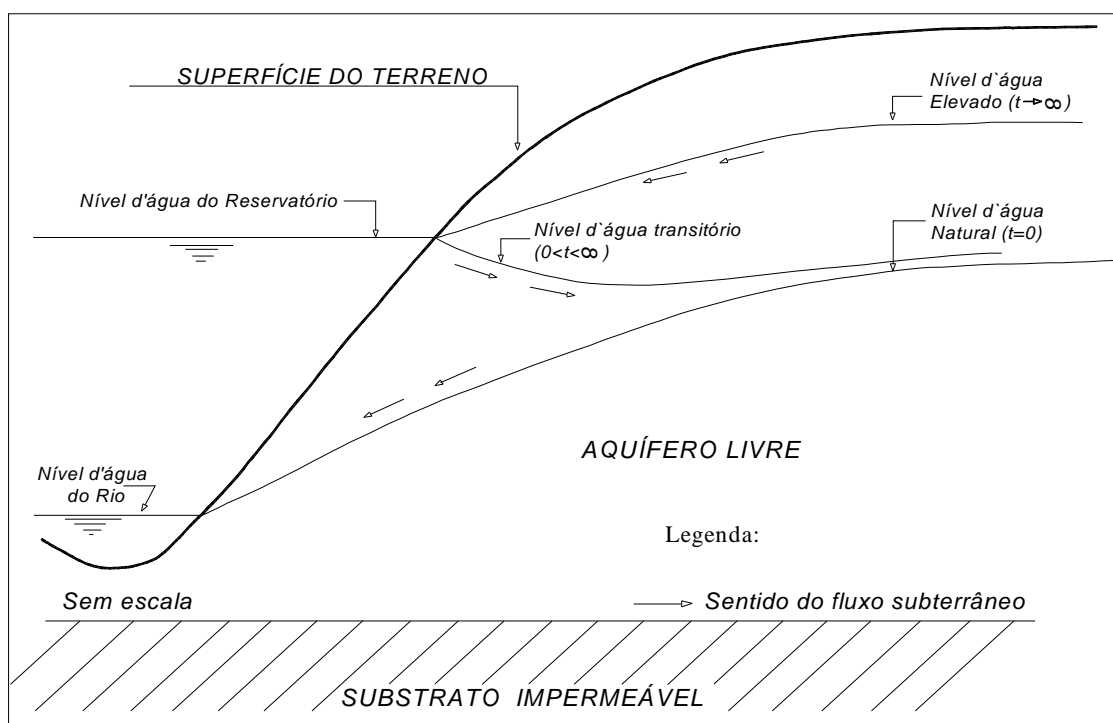 SUPERFÍCIE DO TERRENO
Nível d`água
Elevado (t→∞)
Nível d'água do Reservatório
Nível d`água transitório
(0<t<∞)
Nível d`água
Natural (t=0)
AQUÍFERO LIVRE
Nível d'água
do Rio
Legenda:
Sem escala
Sentido do fluxo subterrâneo
SUBSTRATO IMPERMEÁVEL